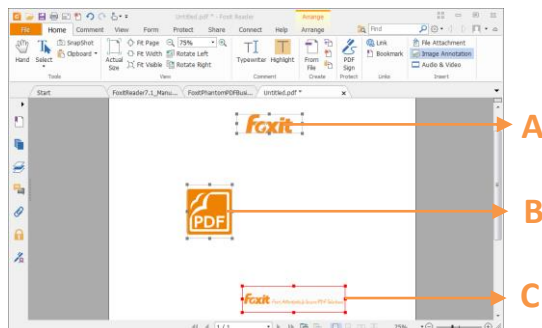 Untitled.pdf * - Foxit Reader
Arrange
File Home Comment View Form Protect Share Connect Help Arrange
Find
Hand
Select
SnapShot
Clipboard
Tools
Actual Size
Fit Page
Fit Width
Fit Visible
75%
Rotate Left
Rotate Right
View
Typewriter
Highlight
Comment
From File
Create
PDF Sign
Protect
Link
Bookmark
Links
File Attachment
Image Annotation
Audio & Video
Insert
Start FoxitReader7.1_Manu... FoxitPhantomPDFBusi... Untitled.pdf *
foxit
A
PDF
B
foxit
C
1 / 1
75%